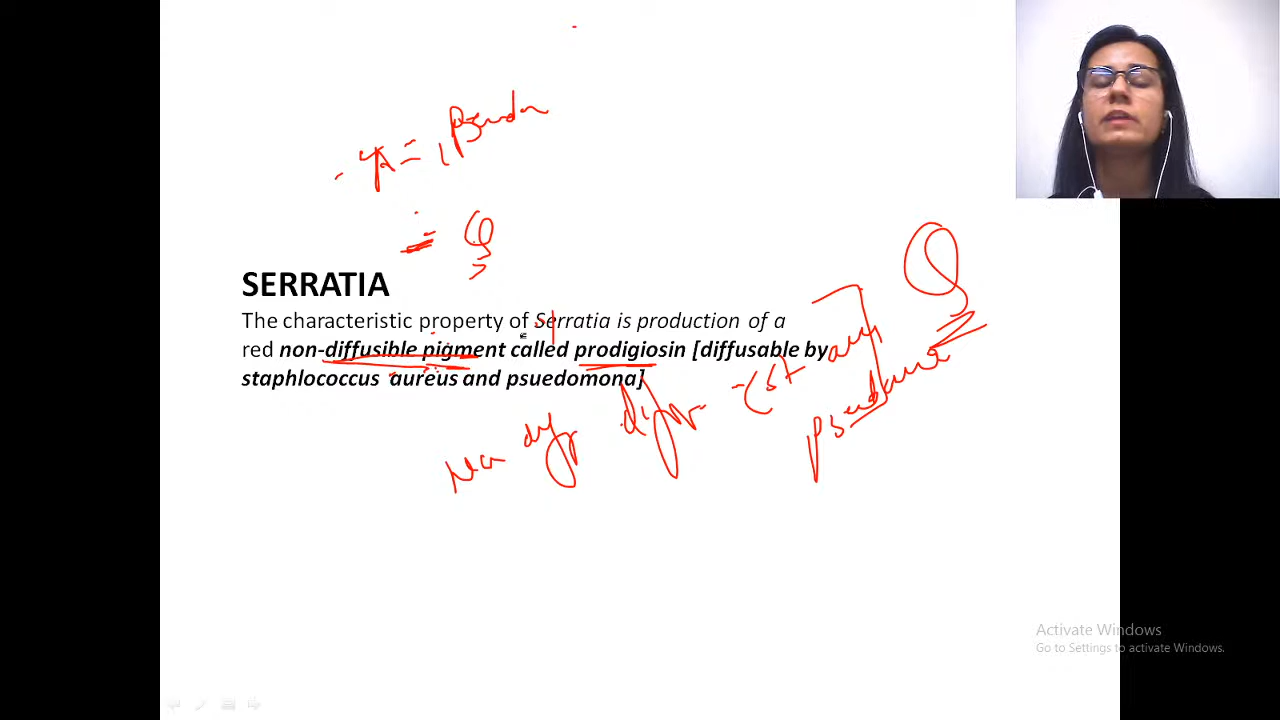 SERRATIA
The characteristic property of Serratia is production of a
red non-diffusible pigment called prodigiosin [diffusable by
staphlococcus aureus and psuedomona]
Activate Windows
Go to Settings to activate Windows.